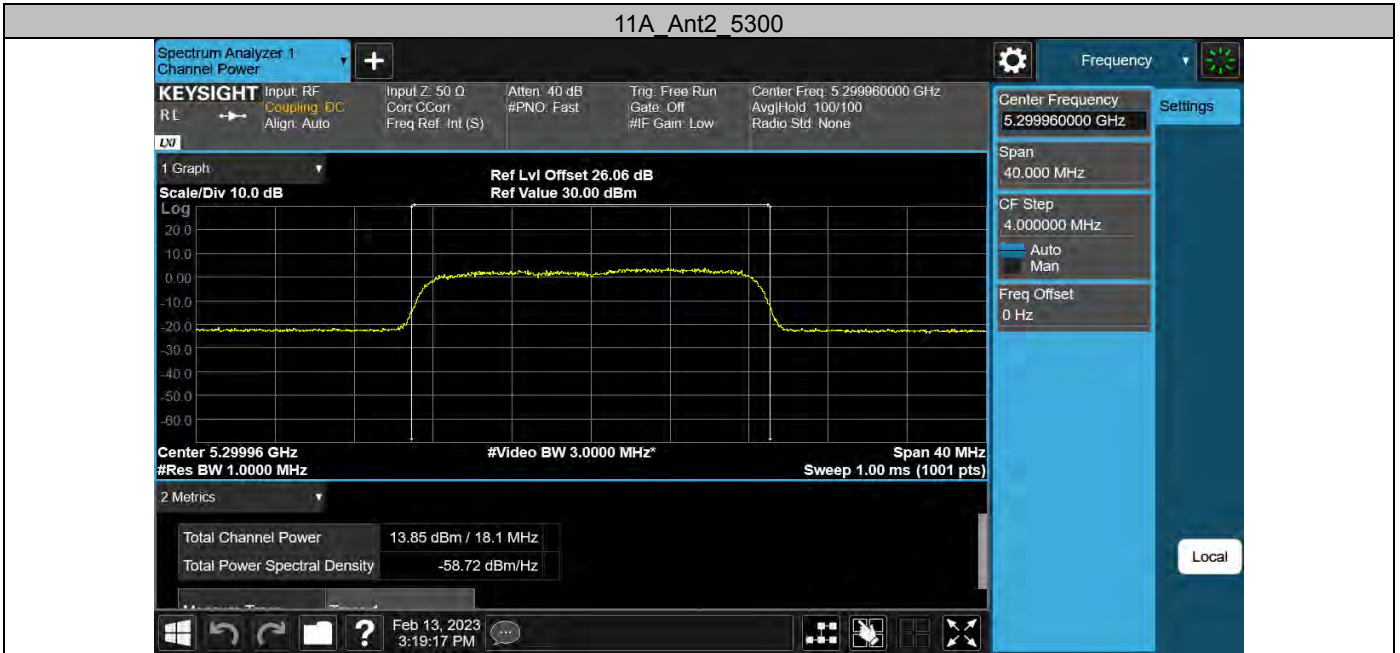 11A_Ant2_5300
Spectrum Analyzer 1
Channel Power
+
Frequency
KEYSIGHT
R L
LXI
Input: RF
Coupling: DC
Align: Auto
Input Z: 50 Ω
Corr CCorr
Freq Ref: Int (S)
Atten: 40 dB
#PNO: Fast
Trig: Free Run
Gate: Off
#IF Gain: Low
Center Freq: 5.299960000 GHz
Avg|Hold: 100/100
Radio Std: None
Center Frequency
5.299960000 GHz
Settings
Span
40.000 MHz
CF Step
4.000000 MHz
Auto
Man
Freq Offset
0 Hz
1 Graph
Scale/Div 10.0 dB
Ref Lvl Offset 26.06 dB
Ref Value 30.00 dBm
Log
20.0
10.0
0.00
-10.0
-20.0
-30.0
-40.0
-50.0
-60.0
Center 5.29996 GHz
#Video BW 3.0000 MHz*
Span 40 MHz
#Res BW 1.0000 MHz
Sweep 1.00 ms (1001 pts)
2 Metrics
Total Channel Power
13.85 dBm / 18.1 MHz
Total Power Spectral Density
-58.72 dBm/Hz
Local
?
Feb 13, 2023
3:19:17 PM